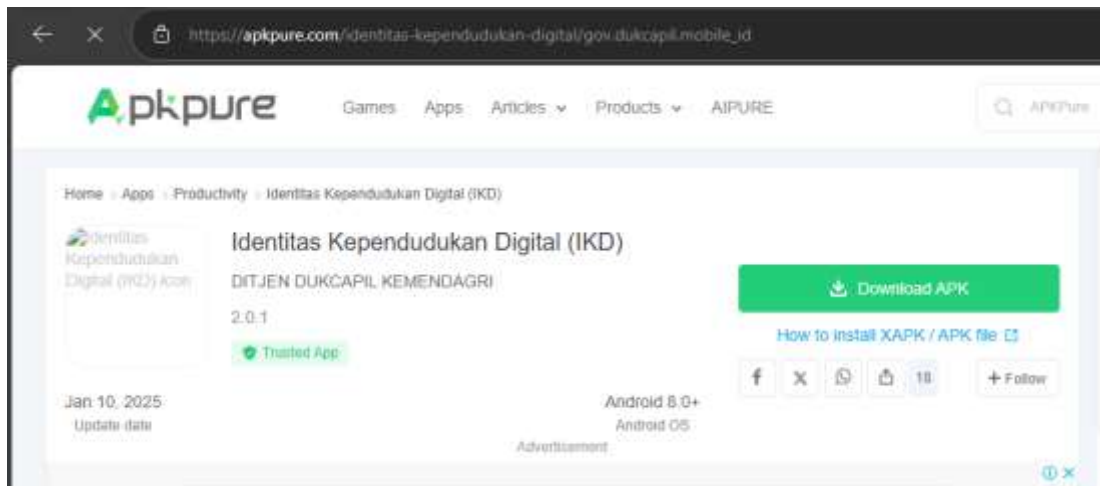 https://apkpure.com/identitas-kependudukan-digital/gov.dukcapil.mobile_id
Apkpure
Games Apps Articles Products AIPURE APKPure
Home Apps Productivity Identitas Kependudukan Digital (IKD)
Identitas Kependudukan Digital (IKD) icon
Identitas Kependudukan Digital (IKD)
DITJEN DUKCAPIL KEMENDAGRI
2.0.1
Trusted App
Download APK
How to install XAPK / APK file
18
+ Follow
Jan 10, 2025
Update date
Android 8.0+
Android OS
Advertisement